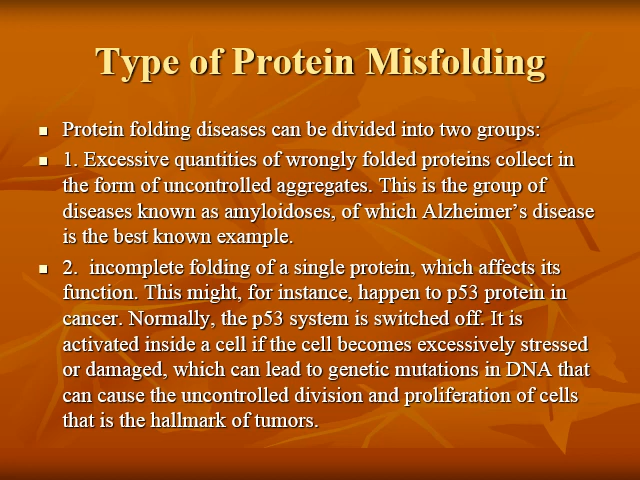 Type of Protein Misfolding
Protein folding diseases can be divided into two groups:
1. Excessive quantities of wrongly folded proteins collect in
the form of uncontrolled aggregates. This is the group of
diseases known as amyloidoses, of which Alzheimer’s disease
is the best known example.
2.  incomplete folding of a single protein, which affects its
function. This might, for instance, happen to p53 protein in
cancer. Normally, the p53 system is switched off. It is
activated inside a cell if the cell becomes excessively stressed
or damaged, which can lead to genetic mutations in DNA that
can cause the uncontrolled division and proliferation of cells
that is the hallmark of tumors.